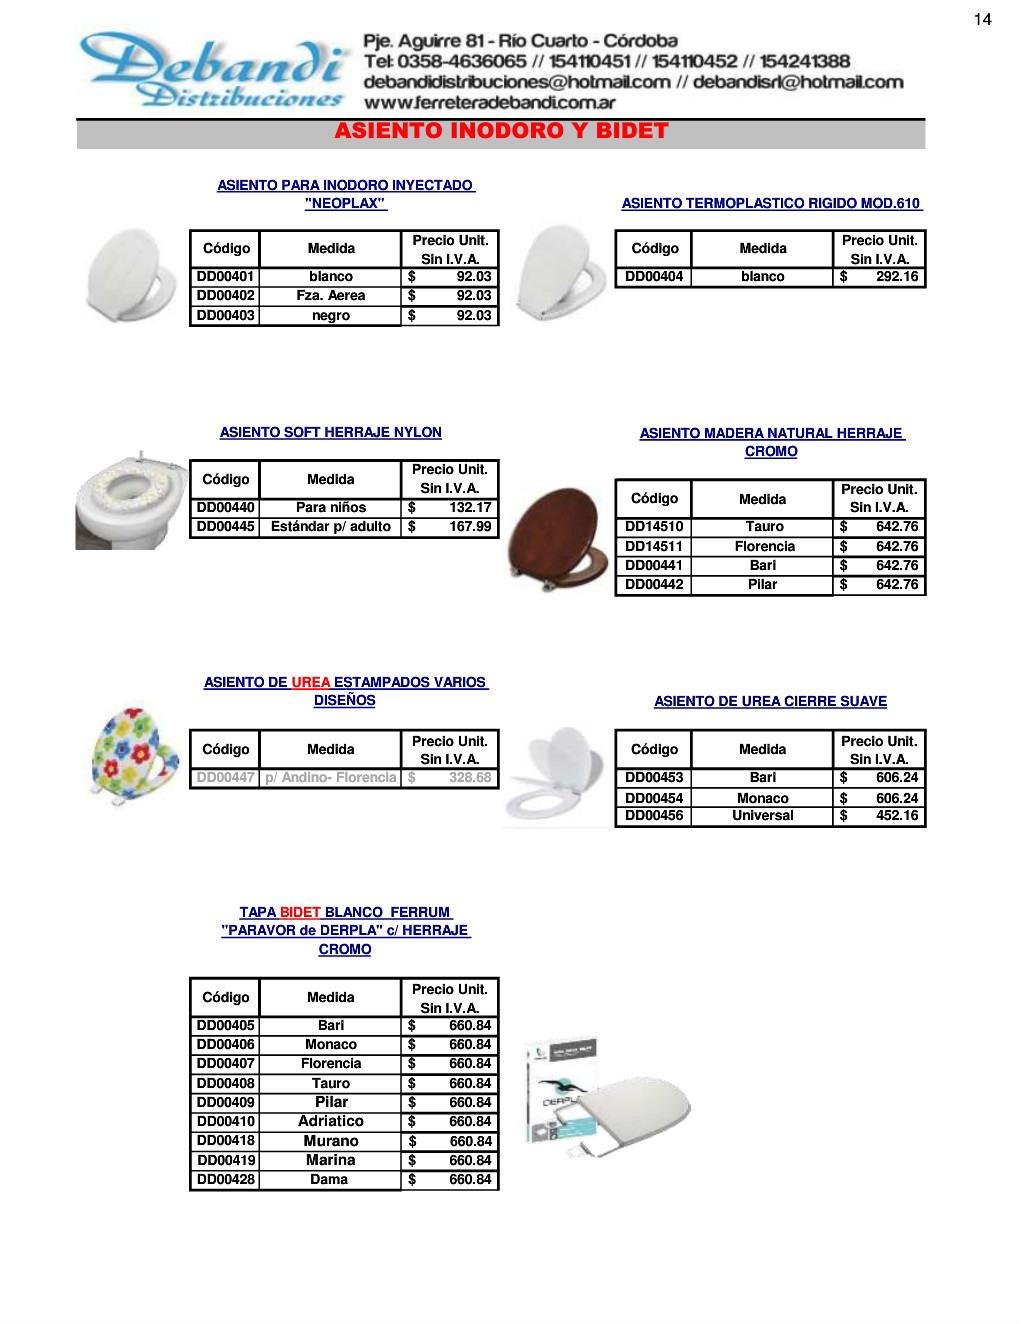 14
Debandi
Distribuciones
Pje. Aguirre 81 - Río Cuarto - Córdoba
Tel: 0358-4636065 // 154110451 // 154110452 // 154241388
debandidistribuciones@hotmail.com // debandisrl@hotmail.com
www.ferreteradebandi.com.ar
ASIENTO INODORO Y BIDET
ASIENTO PARA INODORO INYECTADO
"NEOPLAX"
Código Medida Precio Unit.
Sin I.V.A.
DD00401 blanco $ 92.03
DD00402 Fza. Aerea $ 92.03
DD00403 negro $ 92.03
ASIENTO TERMOPLASTICO RIGIDO MOD.610
Código Medida Precio Unit.
Sin I.V.A.
DD00404 blanco $ 292.16
ASIENTO SOFT HERRAJE NYLON
Código Medida Precio Unit.
Sin I.V.A.
DD00440 Para niños $ 132.17
DD00445 Estándar p/ adulto $ 167.99
ASIENTO MADERA NATURAL HERRAJE
CROMO
Código Medida Precio Unit.
Sin I.V.A.
DD14510 Tauro $ 642.76
DD14511 Florencia $ 642.76
DD00441 Bari $ 642.76
DD00442 Pilar $ 642.76
ASIENTO DE UREA ESTAMPADOS VARIOS
DISEÑOS
Código Medida Precio Unit.
Sin I.V.A.
DD00447 p/ Andino- Florencia $ 328.68
ASIENTO DE UREA CIERRE SUAVE
Código Medida Precio Unit.
Sin I.V.A.
DD00453 Bari $ 606.24
DD00454 Monaco $ 606.24
DD00456 Universal $ 452.16
TAPA BIDET BLANCO FERRUM
"PARAVOR de DERPLA" c/ HERRAJE
CROMO
Código Medida Precio Unit.
Sin I.V.A.
DD00405 Bari $ 660.84
DD00406 Monaco $ 660.84
DD00407 Florencia $ 660.84
DD00408 Tauro $ 660.84
DD00409 Pilar $ 660.84
DD00410 Adriatico $ 660.84
DD00418 Murano $ 660.84
DD00419 Marina $ 660.84
DD00428 Dama $ 660.84